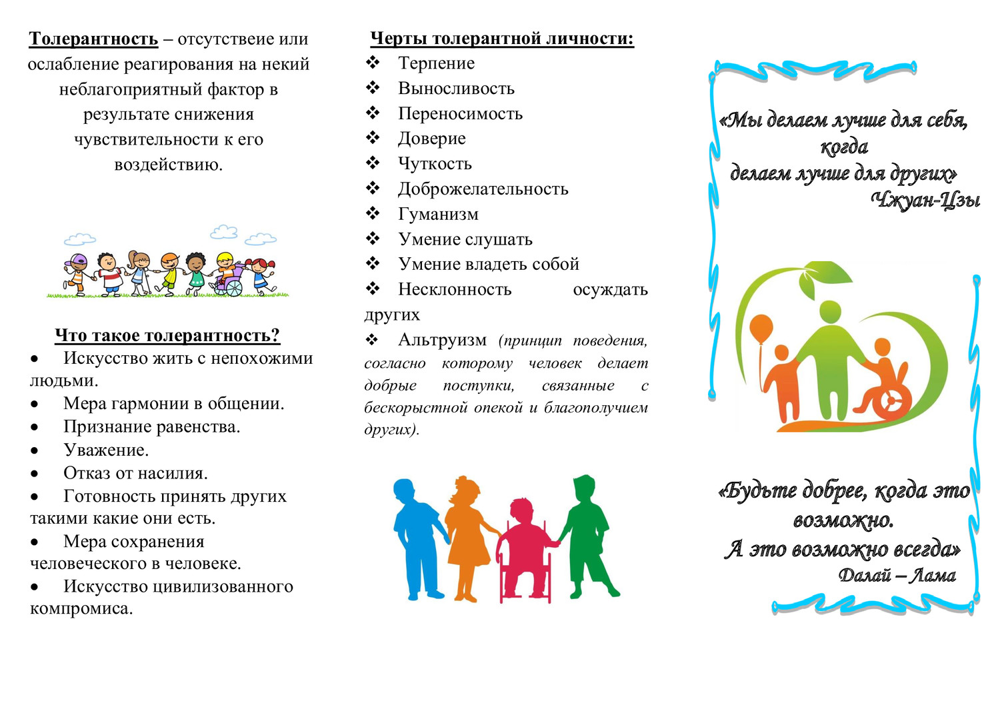 Толерантность – отсутствеие или
ослабление реагирования на некий
неблагоприятный фактор в
результате снижения
чувствительности к его
воздействию.
Что такое толерантность?
• Искусство жить с непохожими
людьми.
• Мера гармонии в общении.
• Признание равенства.
• Уважение.
• Отказ от насилия.
• Готовность принять других
такими какие они есть.
• Мера сохранения
человеческого в человеке.
• Искусство цивилизованного
компромиса.
Черты толерантной личности:
❖ Терпение
❖ Выносливость
❖ Переносимость
❖ Доверие
❖ Чуткость
❖ Доброжелательность
❖ Гуманизм
❖ Умение слушать
❖ Умение владеть собой
❖ Несклонность осуждать
других
❖ Альтруизм (принцип поведения,
согласно которому человек делает
добрые поступки, связанные с
бескорыстной опекой и благополучием
других).
«Мы делаем лучше для себя,
когда
делаем лучше для других»
Чжуан-Цзы
«Будьте добрее, когда это
возможно.
А это возможно всегда»
Далай – Лама